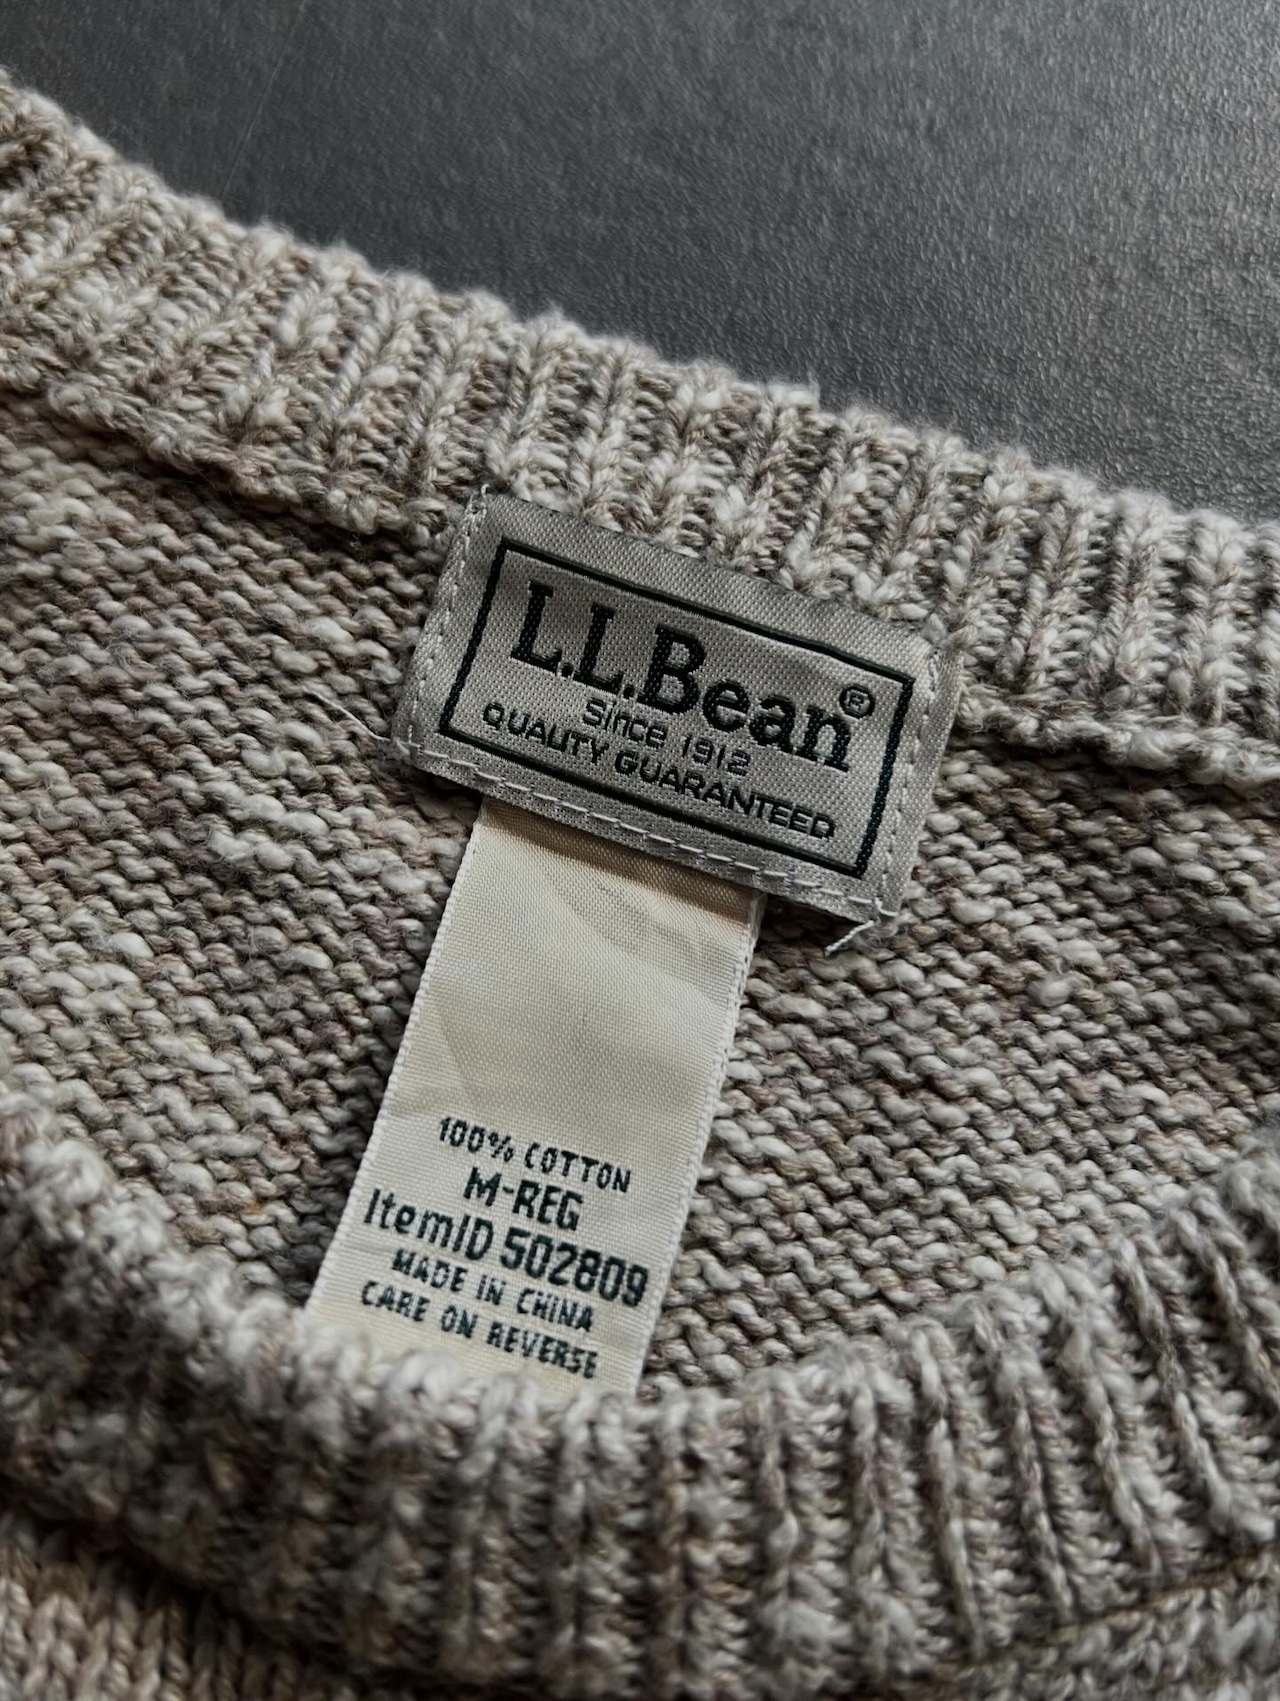 L.L.Bean®
Since 1912
QUALITY GUARANTEED
100% COTTON
M-REG
ItemID 502809
MADE IN CHINA
CARE ON REVERSE